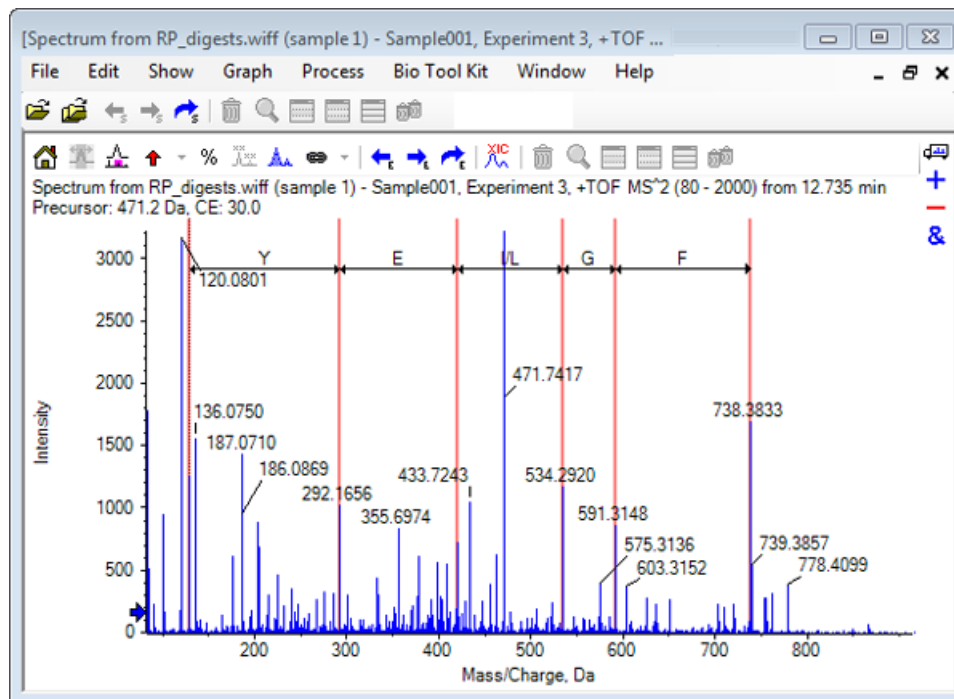 [Spectrum from RP_digests.wiff (sample 1) - Sample001, Experiment 3, +TOF ...
File Edit Show Graph Process Bio Tool Kit Window Help
% XIC
Spectrum from RP_digests.wiff (sample 1) - Sample001, Experiment 3, +TOF MS^2 (80 - 2000) from 12.735 min
Precursor: 471.2 Da, CE: 30.0
Y E I/L G F
3000
120.0801
2500
2000
471.7417
136.0750
738.3833
1500
187.0710
186.0869
433.7243
534.2920
292.1656
1000
355.6974
591.3148
575.3136
739.3857
603.3152
778.4099
500
0
200 300 400 500 600 700 800
Intensity
Mass/Charge, Da
&